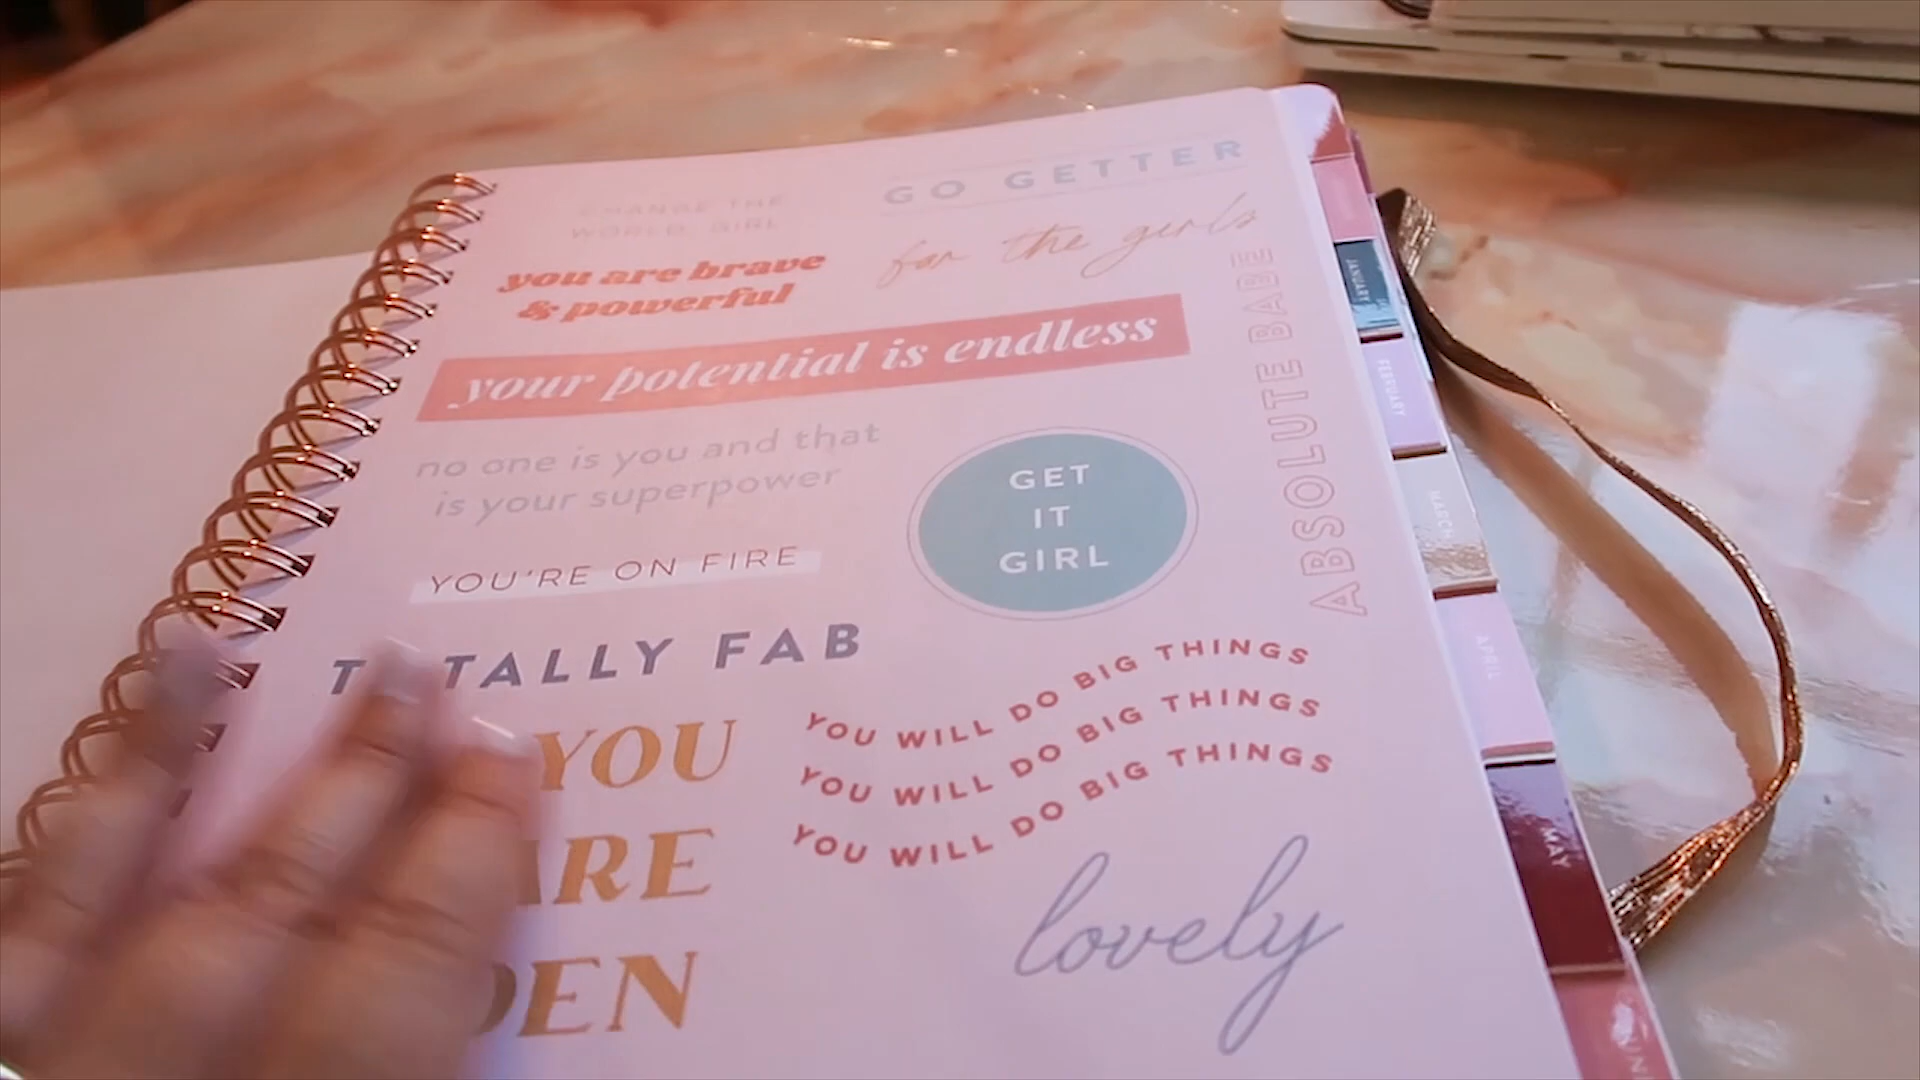 CHANGE THE
WORLD, GIRL
GO GETTER
you are brave
& powerful
for the girls
your potential is endless
ABSOLUTE BABE
no one is you and that
is your superpower
GET
IT
GIRL
YOU'RE ON FIRE
FAB
YOU WILL DO BIG THINGS
YOU WILL DO BIG THINGS
YOU WILL DO BIG THINGS
YOU
lovely
JANUARY
FEBRUARY
MARCH
APRIL
MAY